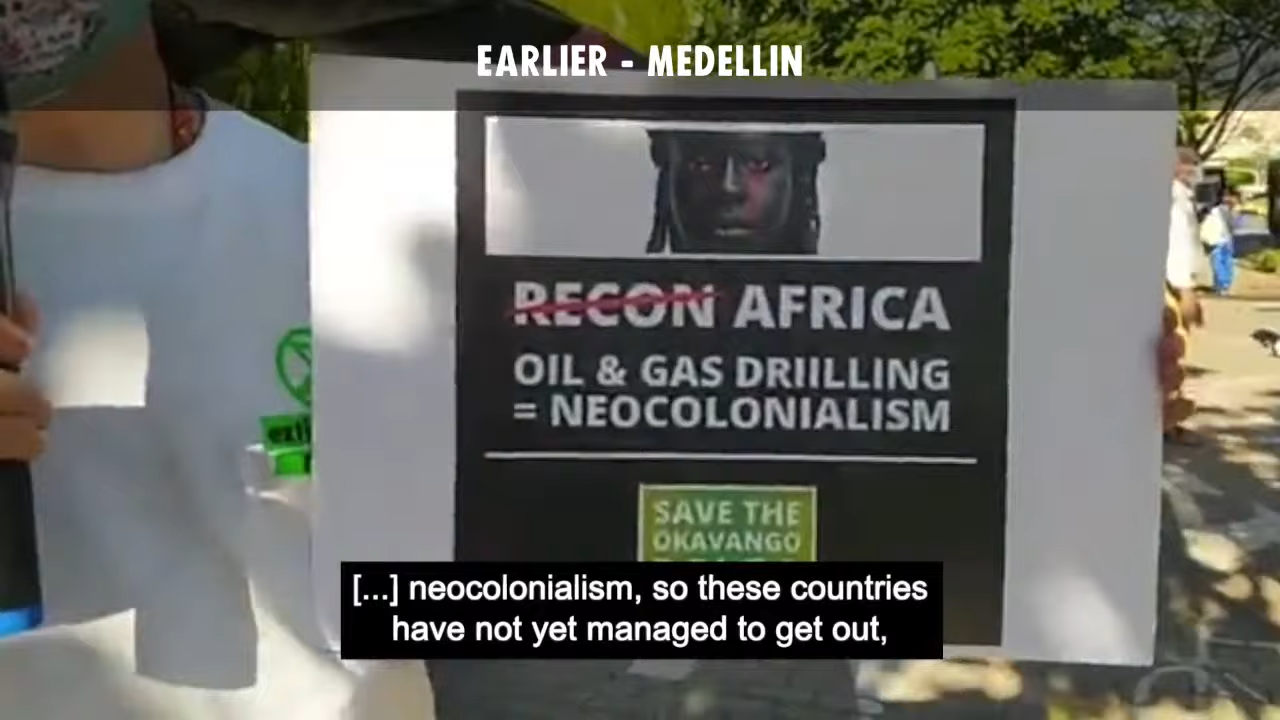 EARLIER - MEDELLIN
RECON AFRICA
OIL & GAS DRIILLING
= NEOCOLONIALISM
SAVE THE
OKAVANGO
[...] neocolonialism, so these countries
have not yet managed to get out,